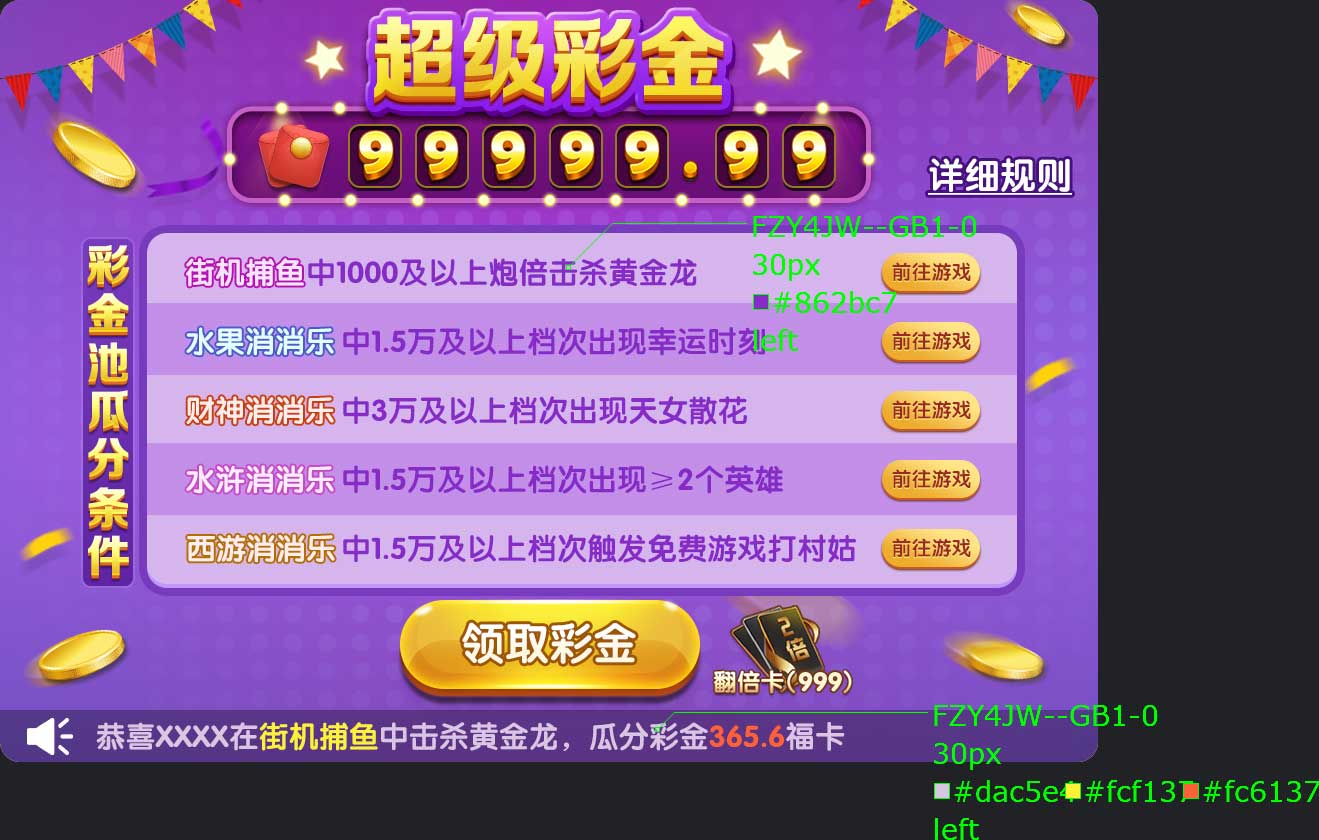 超级彩金
99999.99
详细规则
彩金池瓜分条件
FZY4JW--GB1-0
30px
#862bc7
left
街机捕鱼中1000及以上炮倍击杀黄金龙 前往游戏
水果消消乐 中1.5万及以上档次出现幸运时刻 前往游戏
财神消消乐 中3万及以上档次出现天女散花 前往游戏
水浒消消乐 中1.5万及以上档次出现≥2个英雄 前往游戏
西游消消乐 中1.5万及以上档次触发免费游戏打村姑 前往游戏
领取彩金
2倍
翻倍卡(999)
恭喜XXXX在街机捕鱼中击杀黄金龙，瓜分彩金365.6福卡
FZY4JW--GB1-0
30px
#dac5e4 #fcf137 #fc6137
left